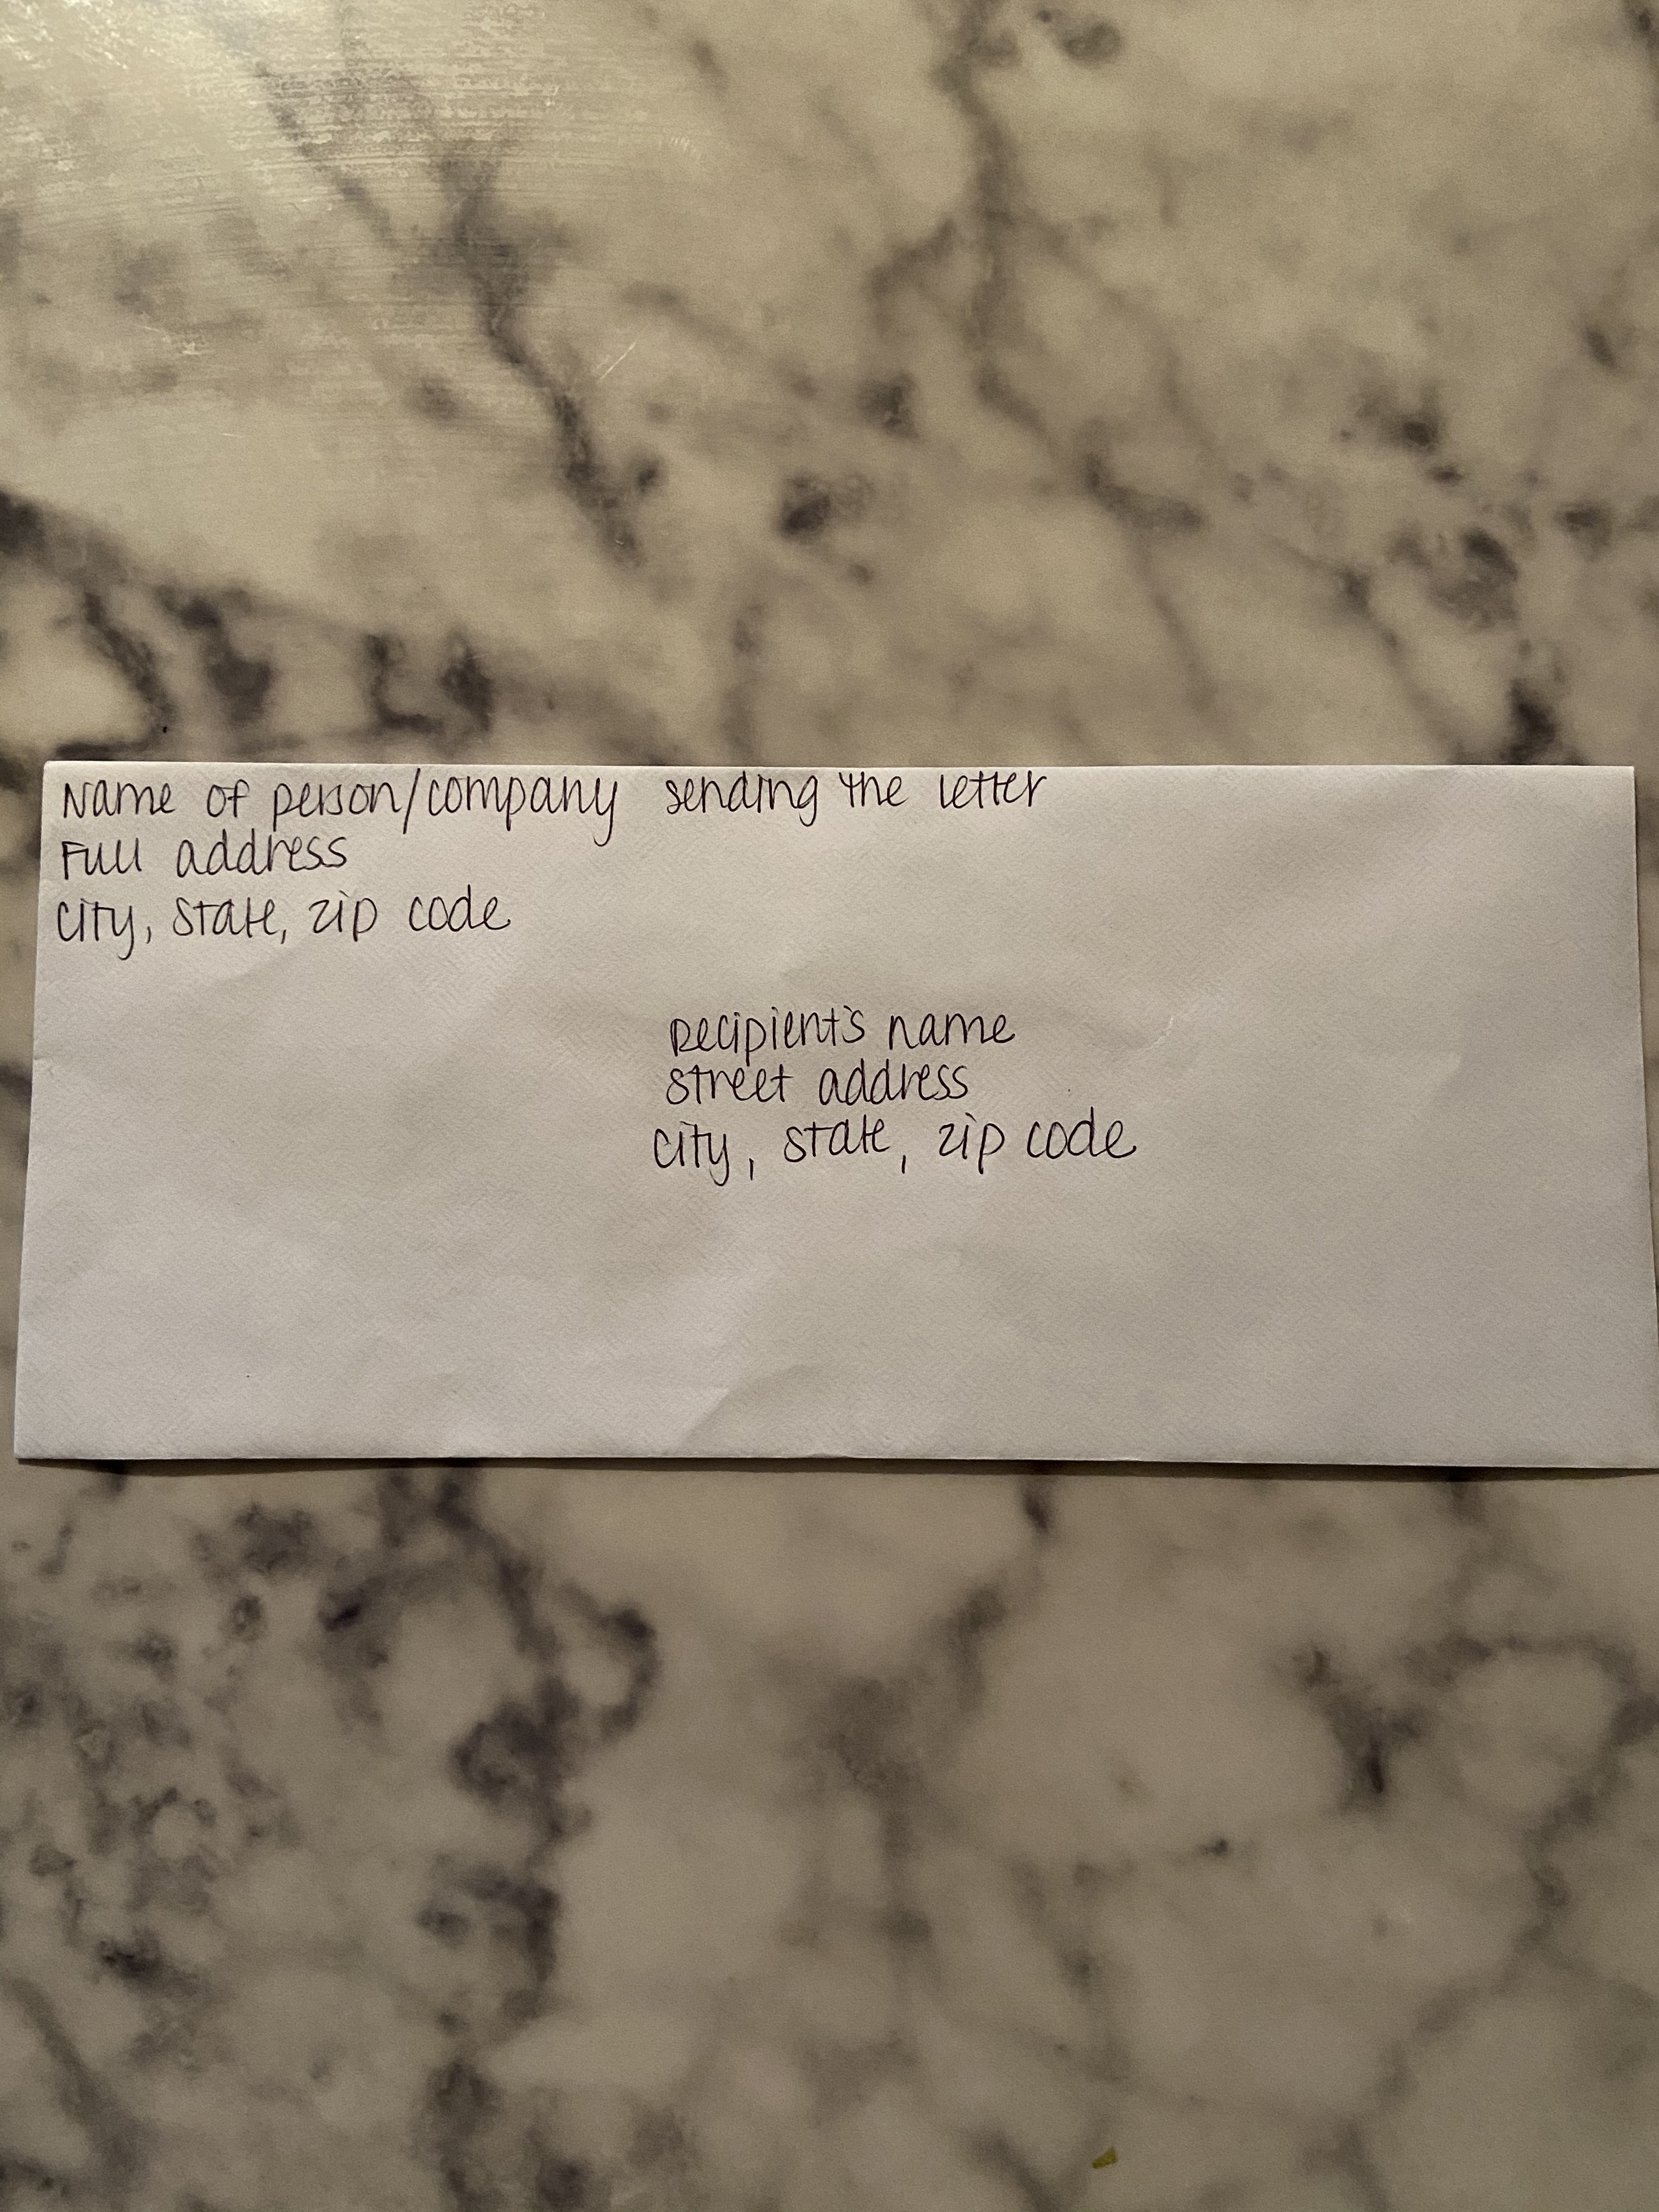 Name of person/company sending the letter
Full address
City, state, zip code
Recipient's name
street address
City, state, zip code